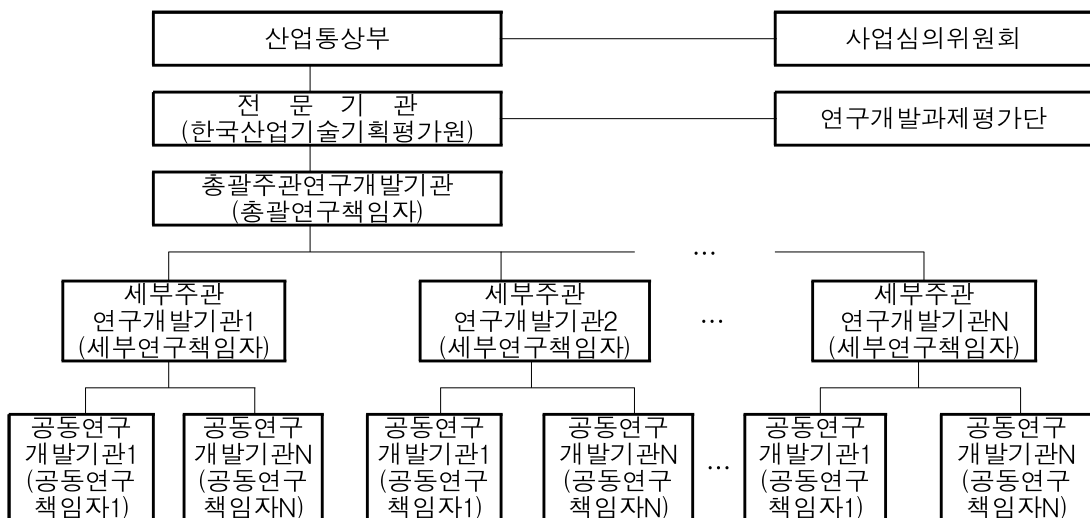 산업통상부
사업심의위원회
전 문 기 관
(한국산업기술기획평가원)
연구개발과제평가단
총괄주관연구개발기관
(총괄연구책임자)
...
세부주관
연구개발기관1
(세부연구책임자)
세부주관
연구개발기관2
(세부연구책임자)
...
세부주관
연구개발기관N
(세부연구책임자)
공동연구
개발기관1
(공동연구
책임자1)
공동연구
개발기관N
(공동연구
책임자N)
공동연구
개발기관1
(공동연구
책임자1)
공동연구
개발기관N
(공동연구
책임자N)
...
공동연구
개발기관1
(공동연구
책임자1)
공동연구
개발기관N
(공동연구
책임자N)